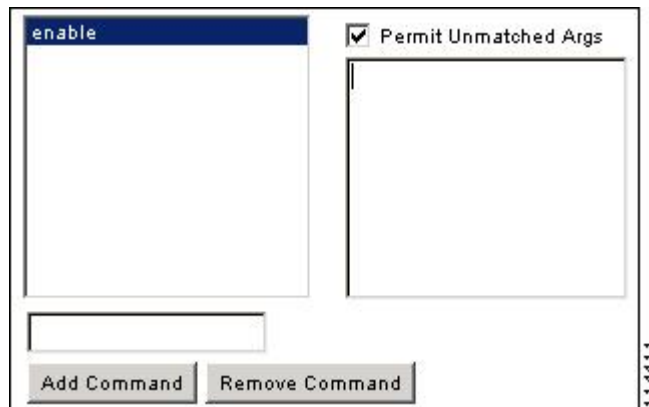 enable
Permit Unmatched Args
Add Command
Remove Command